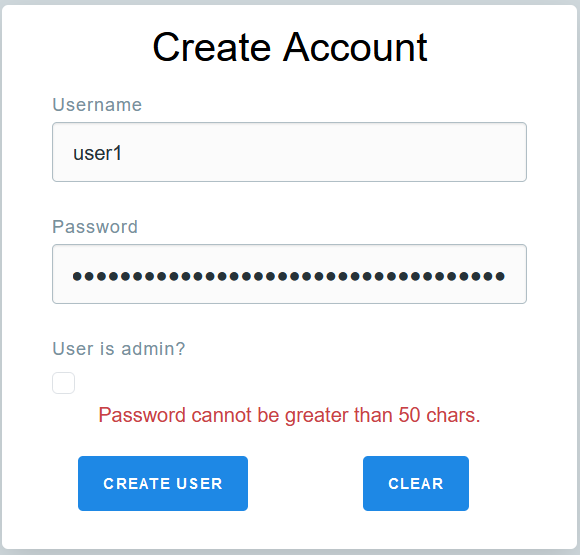 Create Account
Username
user1
Password
••••••••••••••••••••••••••••••••••••
User is admin?
Password cannot be greater than 50 chars.
CREATE USER CLEAR